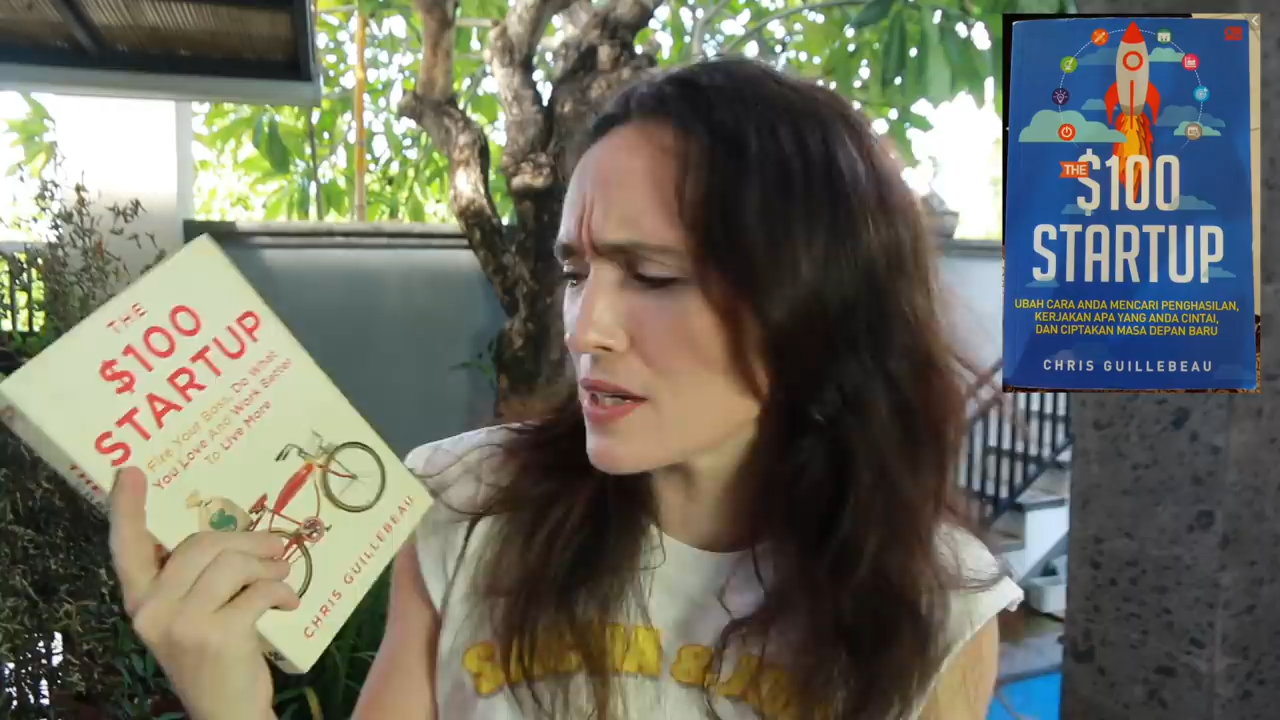 THE
$100
STARTUP
Fire Your Boss, Do What
You Love And Work Better
To Live More
CHRIS GUILLEBEAU
THE
$100
STARTUP
UBAH CARA ANDA MENCARI PENGHASILAN,
KERJAKAN APA YANG ANDA CINTAI,
DAN CIPTAKAN MASA DEPAN BARU
CHRIS GUILLEBEAU